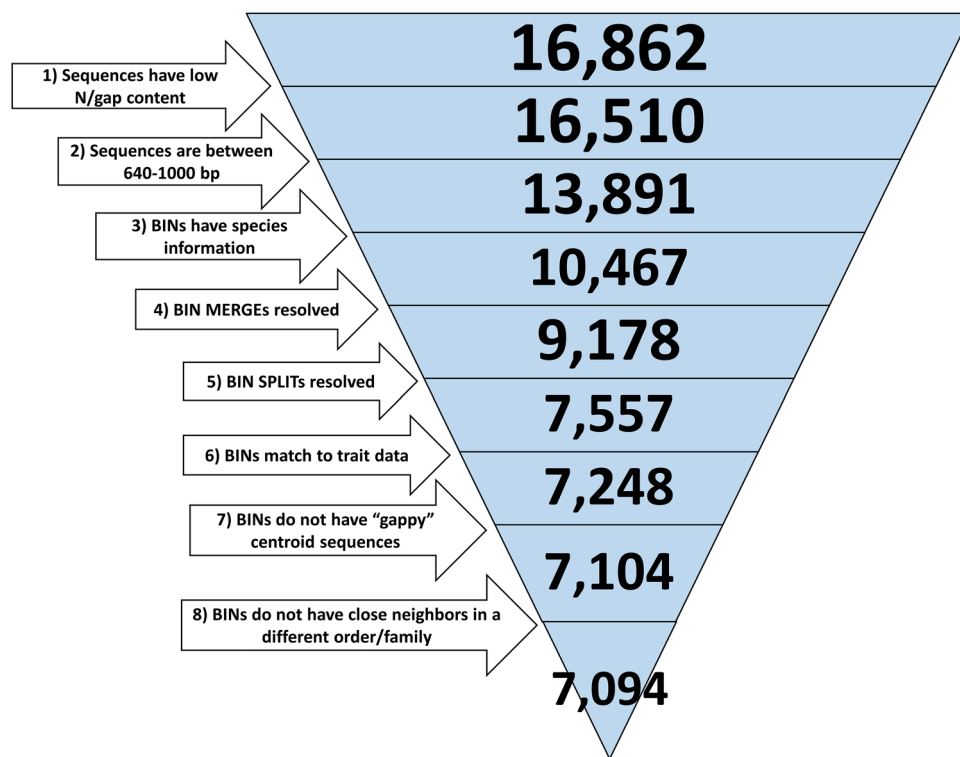 16,862
1) Sequences have low
N/gap content
16,510
2) Sequences are between
640-1000 bp
13,891
3) BINs have species
information
10,467
4) BIN MERGEs resolved
9,178
5) BIN SPLITs resolved
7,557
6) BINs match to trait data
7,248
7) BINs do not have “gappy”
centroid sequences
7,104
8) BINs do not have close neighbors in a
different order/family
7,094